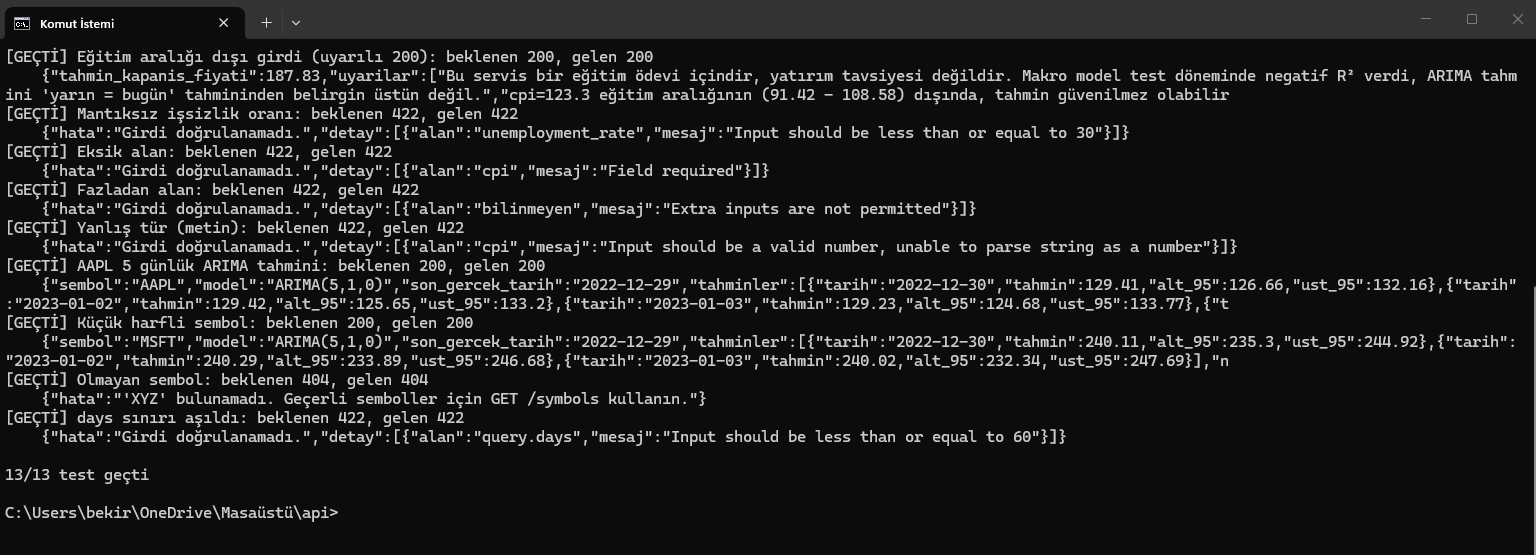 Komut İstemi
[GEÇTİ] Eğitim aralığı dışı girdi (uyarılı 200): beklenen 200, gelen 200
{"tahmin_kapanis_fiyati":187.83,"uyarilar":["Bu servis bir eğitim ödevi içindir, yatırım tavsiyesi değildir. Makro model test döneminde negatif R² verdi, ARIMA tahm
ini 'yarın = bugün' tahmininden belirgin üstün değil.","cpi=123.3 eğitim aralığının (91.42 – 108.58) dışında, tahmin güvenilmez olabilir
[GEÇTİ] Mantıksız işsizlik oranı: beklenen 422, gelen 422
{"hata":"Girdi doğrulanamadı.","detay":[{"alan":"unemployment_rate","mesaj":"Input should be less than or equal to 30"}]}
[GEÇTİ] Eksik alan: beklenen 422, gelen 422
{"hata":"Girdi doğrulanamadı.","detay":[{"alan":"cpi","mesaj":"Field required"}]}
[GEÇTİ] Fazladan alan: beklenen 422, gelen 422
{"hata":"Girdi doğrulanamadı.","detay":[{"alan":"bilinmeyen","mesaj":"Extra inputs are not permitted"}]}
[GEÇTİ] Yanlış tür (metin): beklenen 422, gelen 422
{"hata":"Girdi doğrulanamadı.","detay":[{"alan":"cpi","mesaj":"Input should be a valid number, unable to parse string as a number"}]}
[GEÇTİ] AAPL 5 günlük ARIMA tahmini: beklenen 200, gelen 200
{"sembol":"AAPL","model":"ARIMA(5,1,0)","son_gercek_tarih":"2022-12-29","tahminler":[{"tarih":"2022-12-30","tahmin":129.41,"alt_95":126.66,"ust_95":132.16},{"tarih"
:"2023-01-02","tahmin":129.42,"alt_95":125.65,"ust_95":133.2},{"tarih":"2023-01-03","tahmin":129.23,"alt_95":124.68,"ust_95":133.77},{"t
[GEÇTİ] Küçük harfli sembol: beklenen 200, gelen 200
{"sembol":"MSFT","model":"ARIMA(5,1,0)","son_gercek_tarih":"2022-12-29","tahminler":[{"tarih":"2022-12-30","tahmin":240.11,"alt_95":235.3,"ust_95":244.92},{"tarih":
"2023-01-02","tahmin":240.29,"alt_95":233.89,"ust_95":246.68},{"tarih":"2023-01-03","tahmin":240.02,"alt_95":232.34,"ust_95":247.69}],"n
[GEÇTİ] Olmayan sembol: beklenen 404, gelen 404
{"hata":"'XYZ' bulunamadı. Geçerli semboller için GET /symbols kullanın."}
[GEÇTİ] days sınırı aşıldı: beklenen 422, gelen 422
{"hata":"Girdi doğrulanamadı.","detay":[{"alan":"query.days","mesaj":"Input should be less than or equal to 60"}]}
13/13 test geçti
C:\Users\bekir\OneDrive\Masaüstü\api>